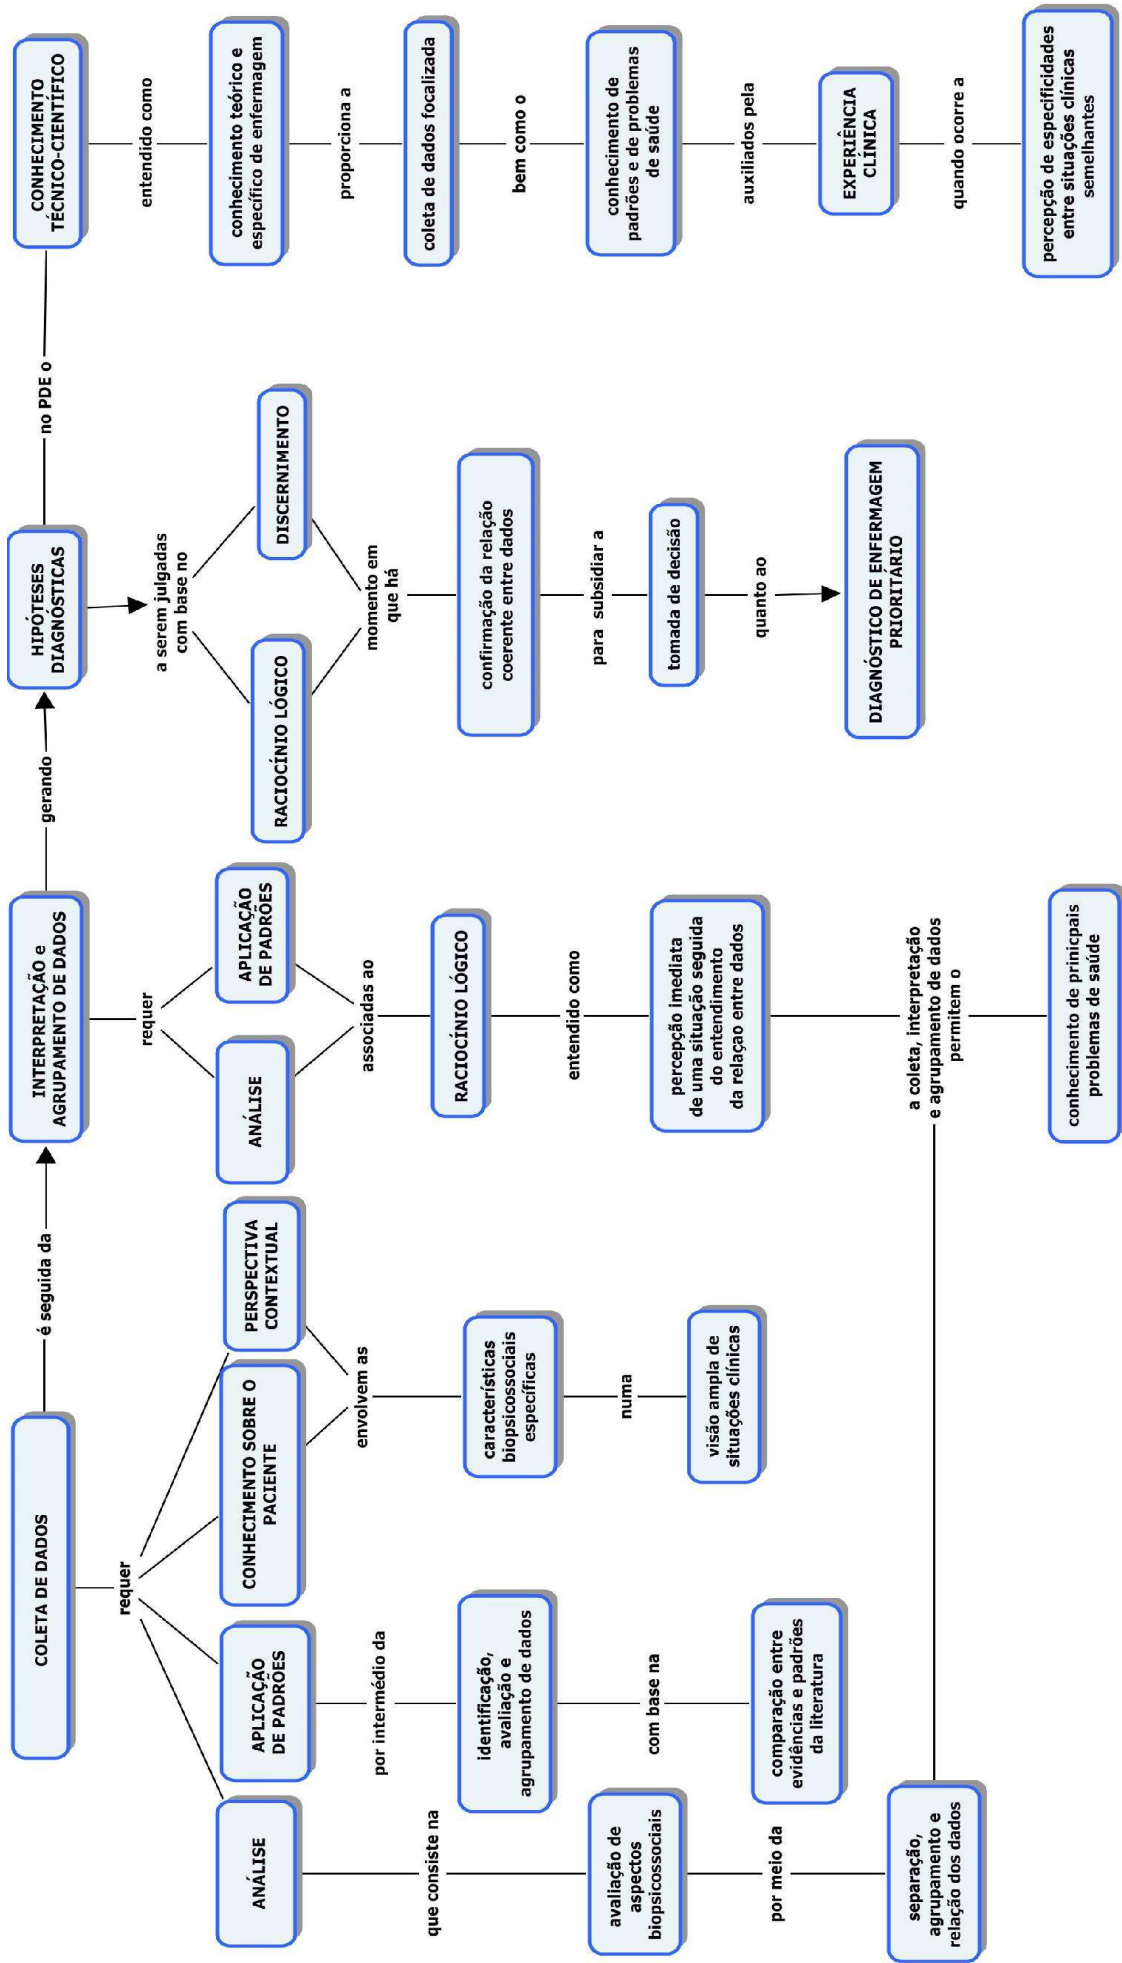 COLETA DE DADOS
é seguida da
INTERPRETAÇÃO e
AGRUPAMENTO DE DADOS
gerando
HIPÓTESES
DIAGNÓSTICAS
no PDE o
CONHECIMENTO
TÉCNICO-CIENTÍFICO
requer
ANÁLISE
APLICAÇÃO
DE PADRÕES
CONHECIMENTO SOBRE O
PACIENTE
PERSPECTIVA
CONTEXTUAL
que consiste na
avaliação de
aspectos
biopsicossociais
por meio da
separação,
agrupamento e
relação dos dados
por intermédio da
identificação,
avaliação e
agrupamento de dados
com base na
comparação entre
evidências e padrões
da literatura
envolvem as
características
biopsicossociais
específicas
numa
visão ampla de
situações clínicas
requer
ANÁLISE
APLICAÇÃO
DE PADRÕES
associadas ao
RACIOCÍNIO LÓGICO
entendido como
percepção imediata
de uma situação seguida
do entendimento
da relaçao entre dados
a coleta, interpretação
e agrupamento de dados
permitem o
conhecimento de prinicpais
problemas de saúde
a serem julgadas
com base no
RACIOCÍNIO LÓGICO
DISCERNIMENTO
momento em
que há
confirmação da relação
coerente entre dados
para subsidiar a
tomada de decisão
quanto ao
DIAGNÓSTICO DE ENFERMAGEM
PRIORITÁRIO
entendido como
conhecimento teórico e
específico de enfermagem
proporciona a
coleta de dados focalizada
bem como o
conhecimento de
padrões e de problemas
de saúde
auxiliados pela
EXPERIÊNCIA
CLÍNICA
quando ocorre a
percepção de especificidades
entre situações clínicas
semelhantes